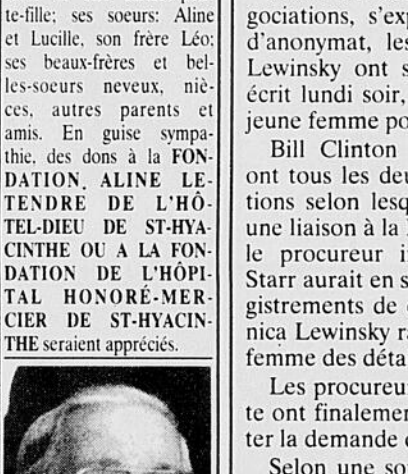 te-fille; ses soeurs: Aline
et Lucille, son frère Léo;
ses beaux-frères et bel-
les-soeurs neveux, niè-
ces, autres parents et
amis. En guise sympa-
thie, des dons à la FON-
DATION ALINE LE-
TENDRE DE L'HÔ-
TEL-DIEU DE ST-HYA-
CINTHE OU A LA FON-
DATION DE L'HÔPI-
TAL HONORÉ-MER-
CIER DE ST-HYACIN-
THE seraient appréciés.
gociations, s'ex
d'anonymat, les
Lewinsky ont s
écrit lundi soir,
jeune femme po
Bill Clinton
ont tous les deu
tions selon lesq
une liaison à la
le procureur i
Starr aurait en s
gistrements de
nica Lewinsky r
femme des déta
Les procureu
te ont finalemen
ter la demande
Selon une so